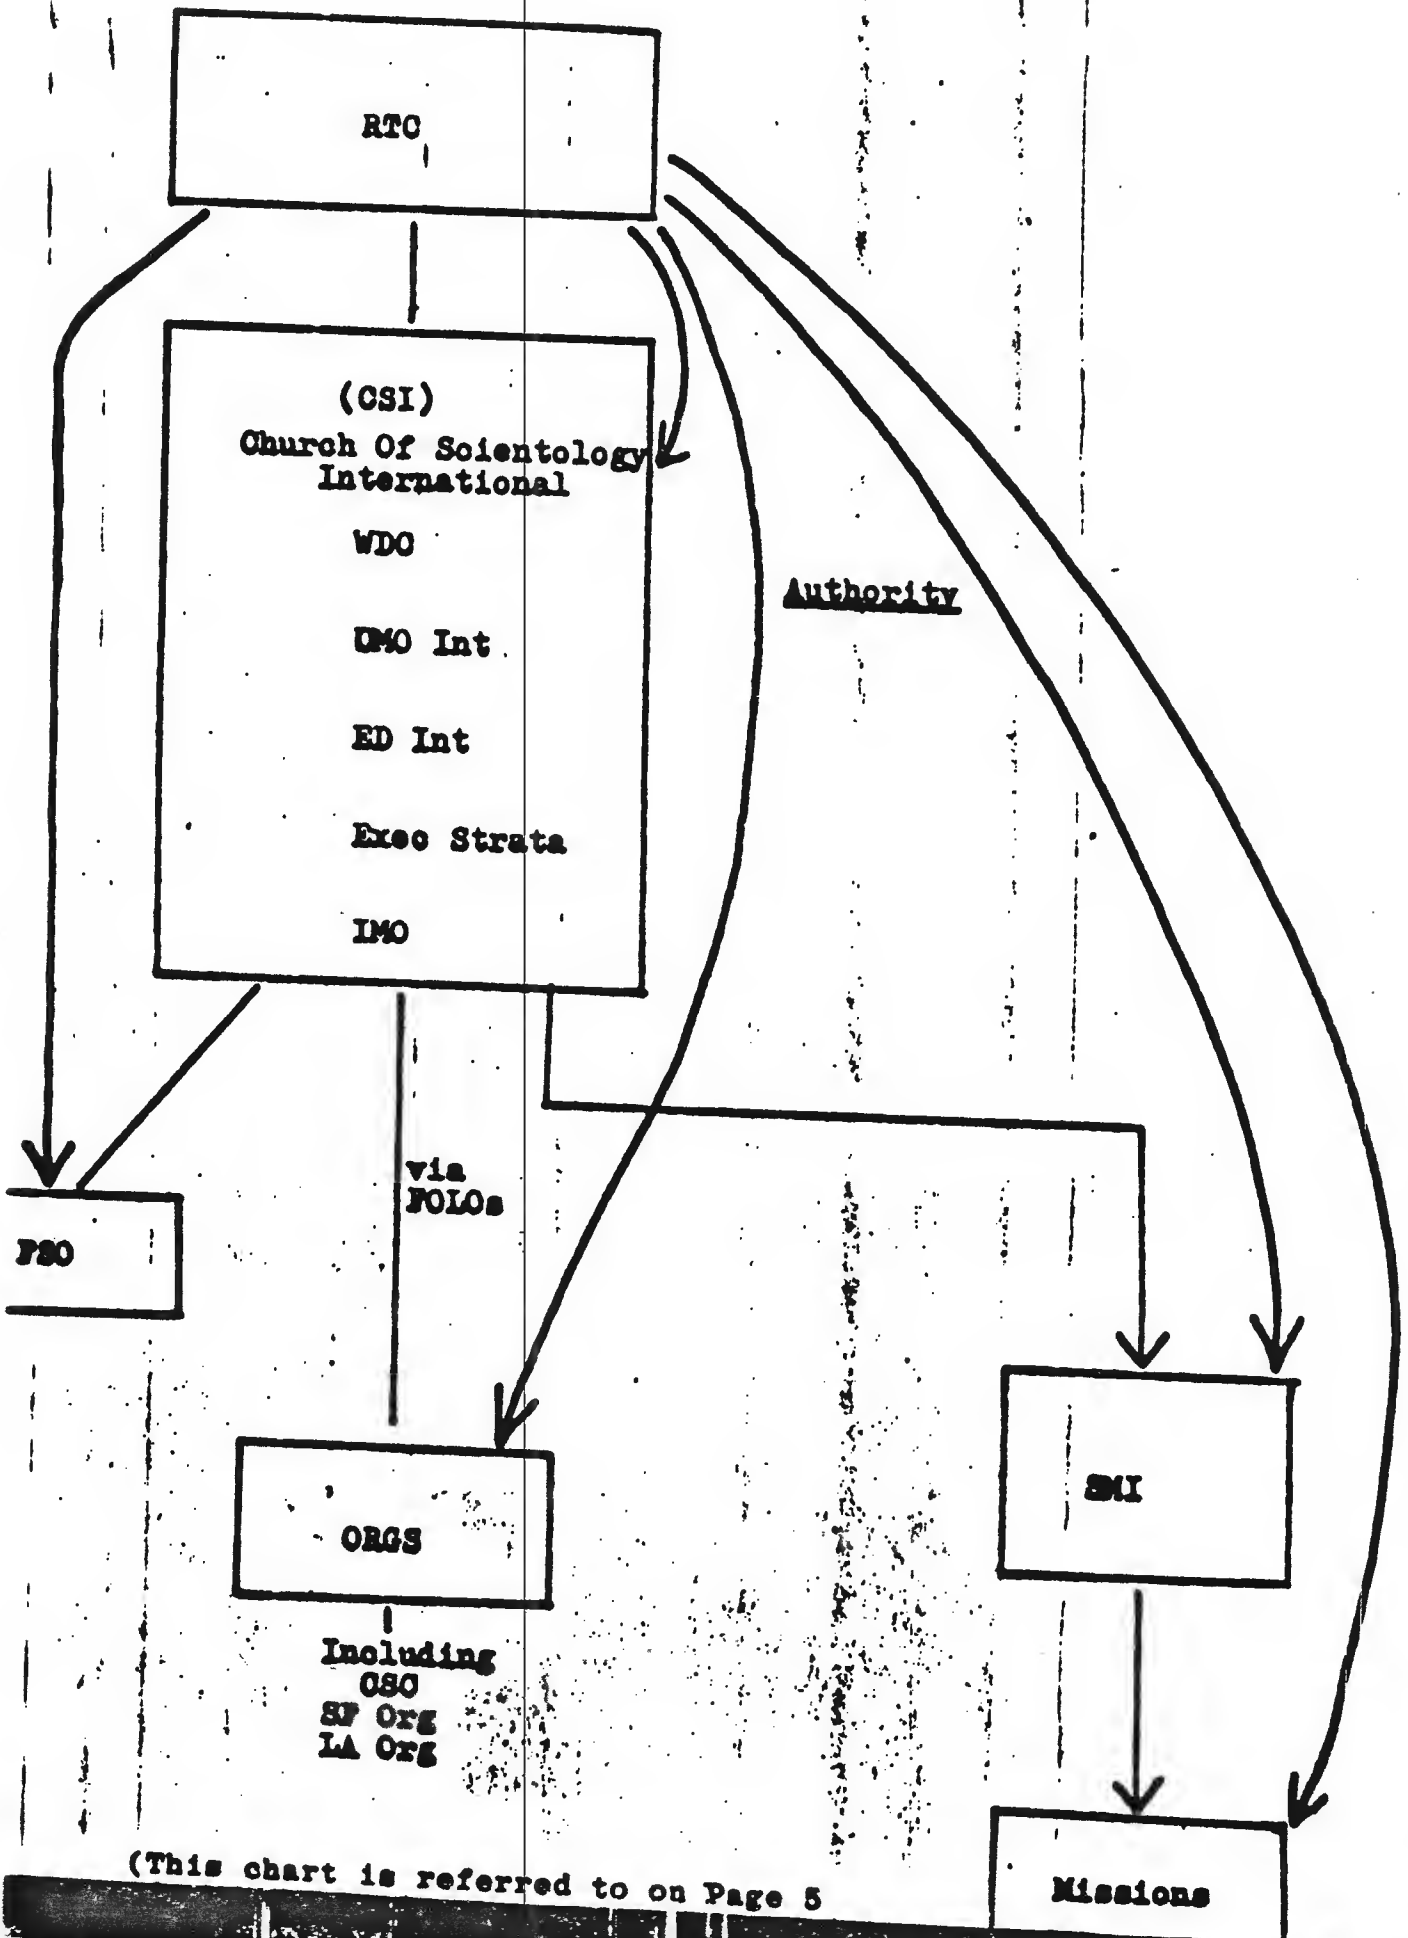 RTC
(CSI)
Church Of Scientology
International
WDC
CMO Int
ED Int
Exec Strata
IMO
Authority
via
FOLOs
FSO
ORGS
Including
CSC
SF Org
LA Org
SMI
Missions
(This chart is referred to on Page 5